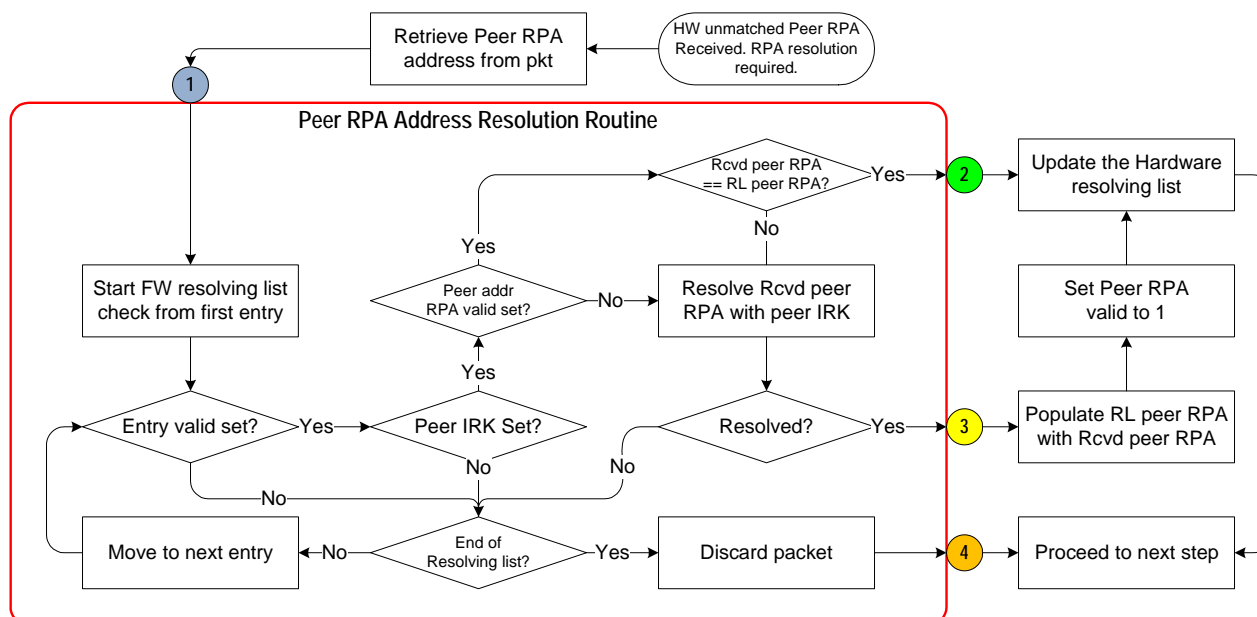 Retrieve Peer RPA
address from pkt
HW unmatched Peer RPA
Received. RPA resolution
required.
1
Peer RPA Address Resolution Routine
Rcvd peer RPA
== RL peer RPA?
Yes
2
Update the Hardware
resolving list
Yes
No
Start FW resolving list
check from first entry
Peer addr
RPA valid set?
No
Resolve Rcvd peer
RPA with peer IRK
Set Peer RPA
valid to 1
Yes
Entry valid set?
Yes
Peer IRK Set?
Resolved?
Yes
3
Populate RL peer RPA
with Rcvd peer RPA
No
No
No
Move to next entry
No
End of
Resolving list?
Yes
Discard packet
4
Proceed to next step